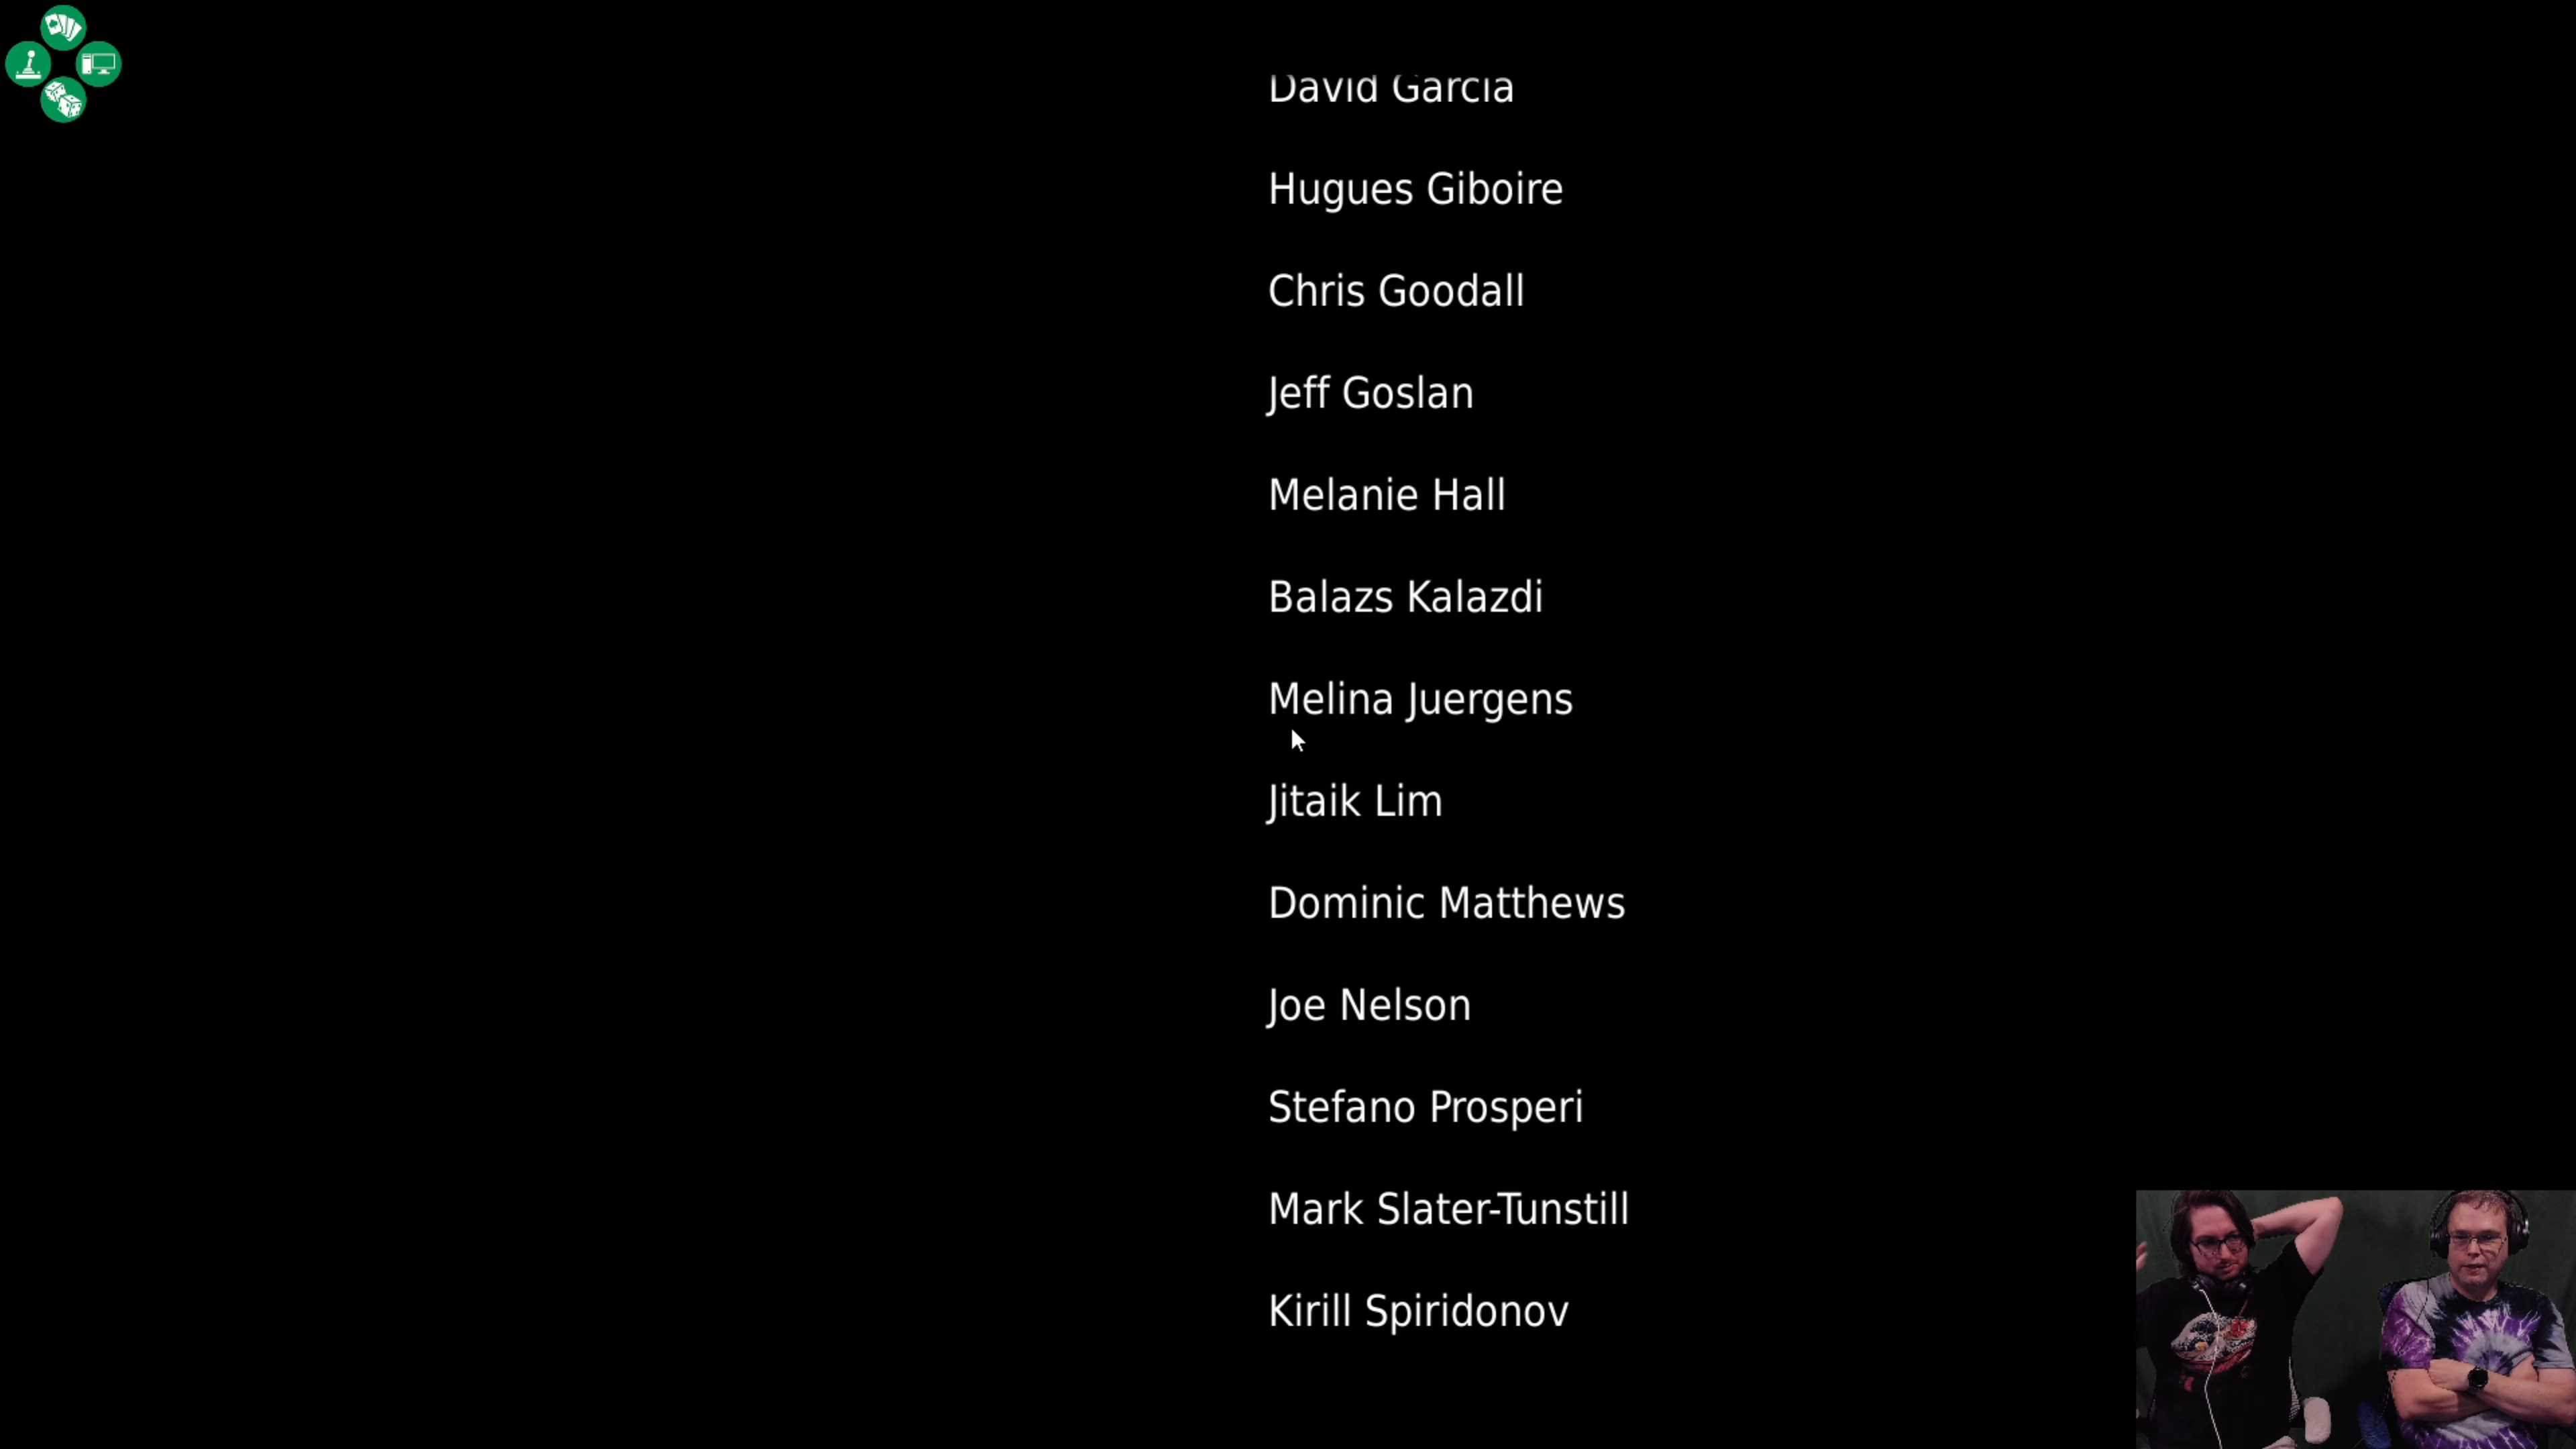 David Garcia
Hugues Giboire
Chris Goodall
Jeff Goslan
Melanie Hall
Balazs Kalazdi
Melina Juergens
Jitaik Lim
Dominic Matthews
Joe Nelson
Stefano Prosperi
Mark Slater-Tunstill
Kirill Spiridonov